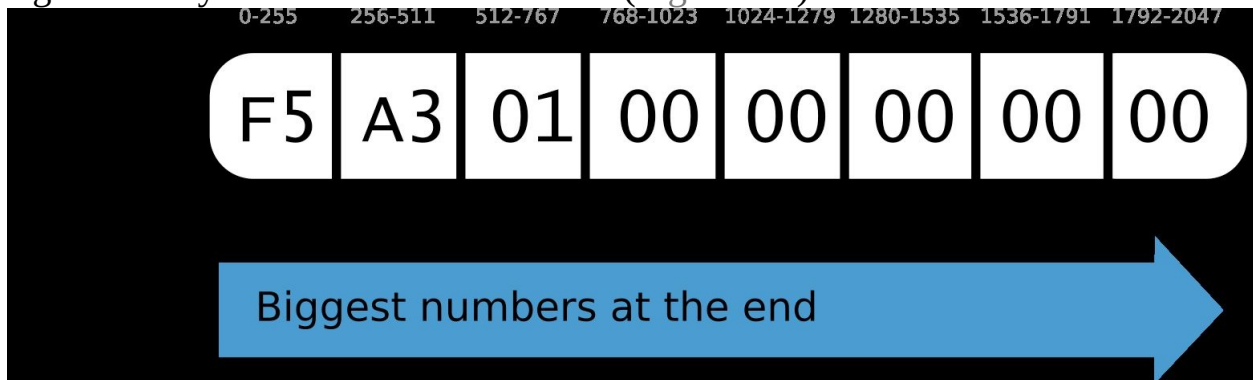 0-255 256-511 512-767 768-1023 1024-1279 1280-1535 1536-1791 1792-2047
F5 A3 01 00 00 00 00 00
Biggest numbers at the end